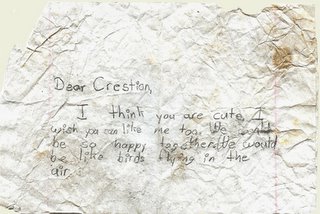 Dear Crestion,
I think you are cute. I
wish you can like me too. We would
be so happy together. We would
be like birds flying in the
air.